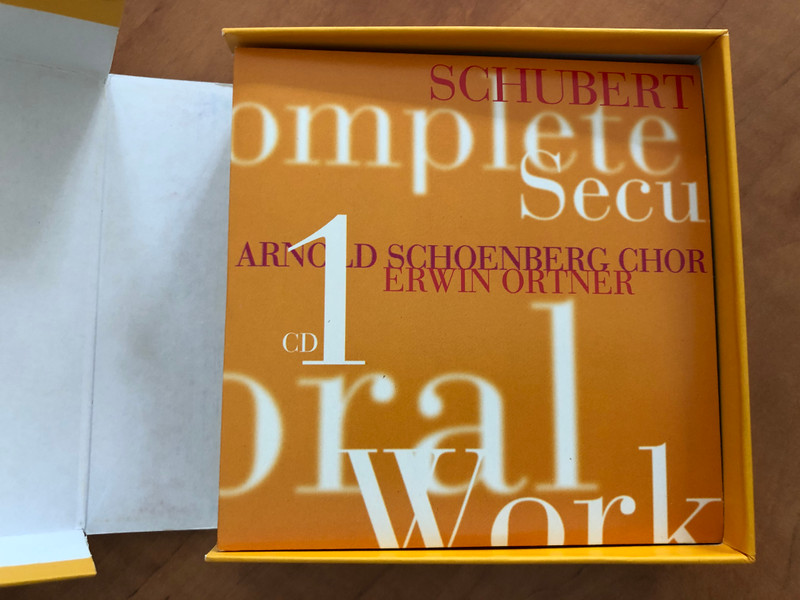 SCHUBERT
omplete
Secu
ARNOLD SCHOENBERG CHOR
ERWIN ORTNER
CD 1
oral
Work